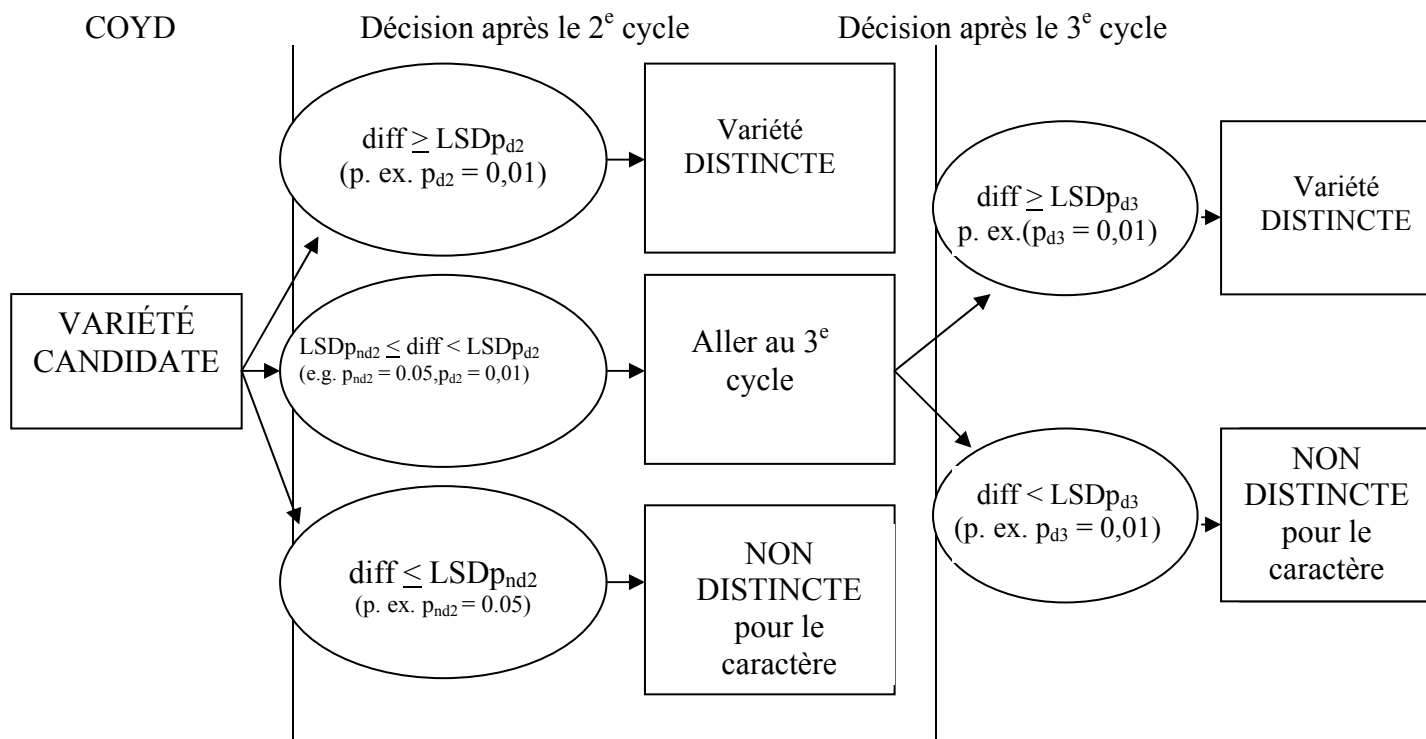 COYD
Décision après le 2e cycle
Décision après le 3e cycle
VARIÉTÉ
CANDIDATE
diff ≥ LSDpd2
(p. ex. pd2 = 0,01)
Variété
DISTINCTE
LSDpnd2 ≤ diff < LSDpd2
(e.g. pnd2 = 0.05,pd2 = 0,01)
Aller au 3e
cycle
diff ≤ LSDpnd2
(p. ex. pnd2 = 0.05)
NON
DISTINCTE
pour le
caractère
diff ≥ LSDpd3
p. ex.(pd3 = 0,01)
Variété
DISTINCTE
diff < LSDpd3
(p. ex. pd3 = 0,01)
NON
DISTINCTE
pour le
caractère